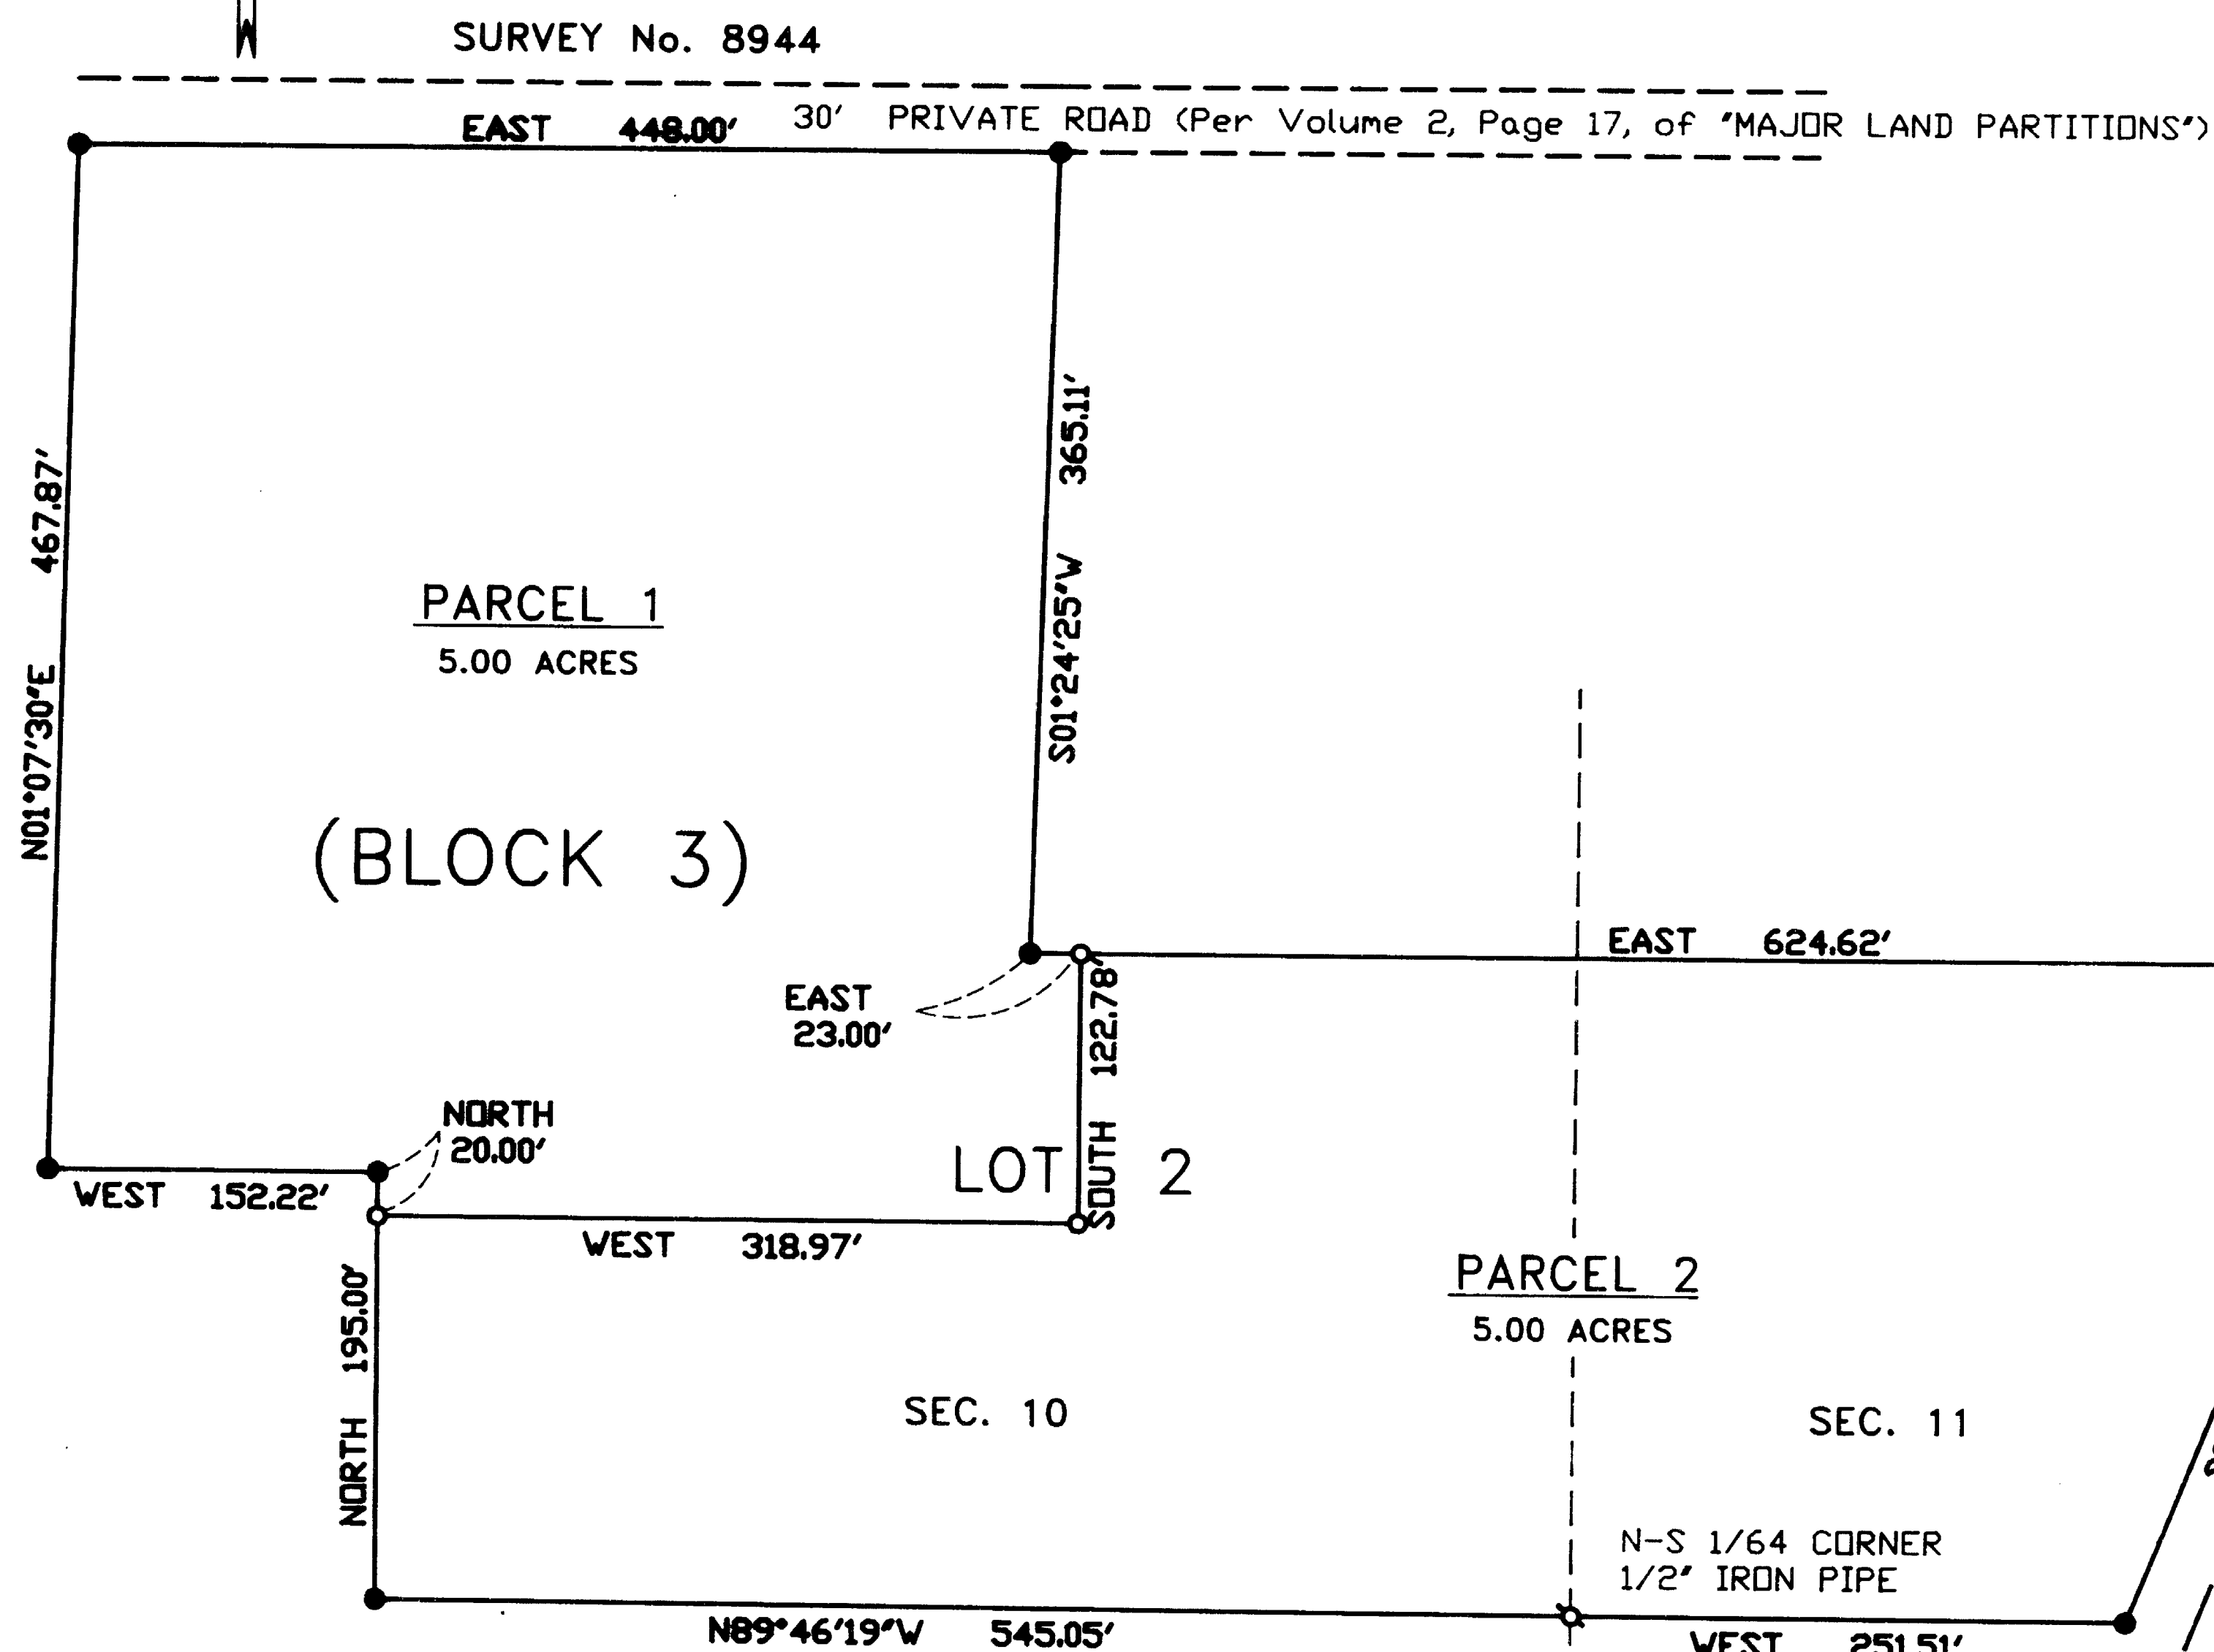 SURVEY No. 8944
30' PRIVATE ROAD (Per Volume 2, Page 17, of "MAJOR LAND PARTITIONS")
EAST 448.00'
N01°07'30"E 467.87'
S01°24'25"W 365.11'
PARCEL 1
5.00 ACRES
(BLOCK 3)
EAST 624.62'
EAST
23.00'
SOUTH 122.78'
NORTH
20.00'
LOT 2
WEST 152.22'
WEST 318.97'
NORTH 195.00'
PARCEL 2
5.00 ACRES
SEC. 10
SEC. 11
N-S 1/64 CORNER
1/2" IRON PIPE
N89°46'19"W 545.05'
WEST 251.51'